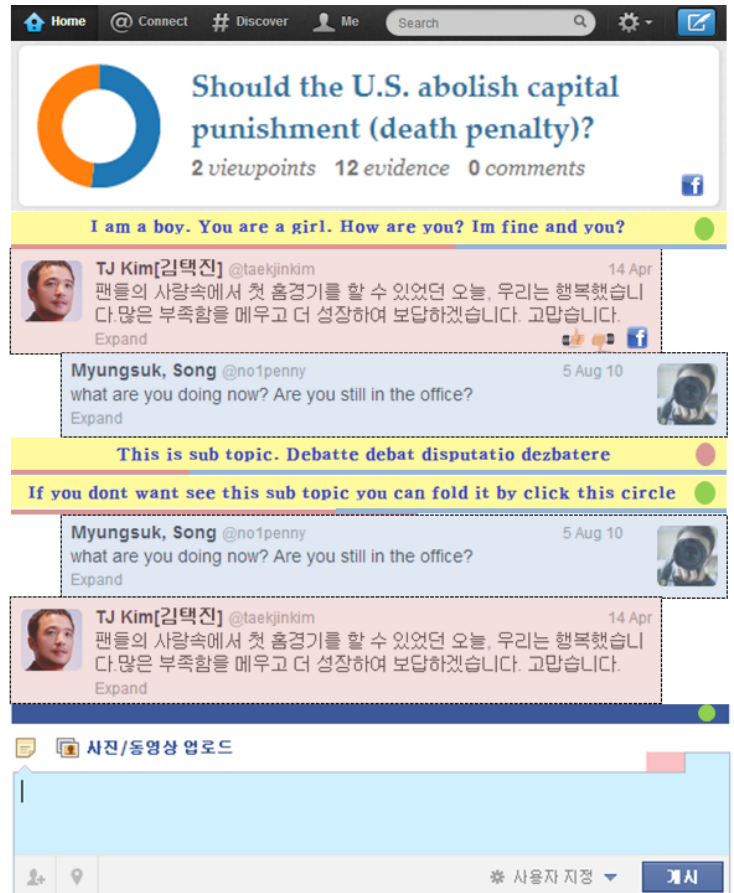 Home Connect Discover Me Search
Should the U.S. abolish capital
punishment (death penalty)?
2 viewpoints 12 evidence 0 comments
I am a boy. You are a girl. How are you? Im fine and you?
TJ Kim[김택진] @taekjinkim 14 Apr
팬들의 사랑속에서 첫 홈경기를 할 수 있었던 오늘, 우리는 행복했습니
다.많은 부족함을 메우고 더 성장하여 보답하겠습니다. 고맙습니다.
Expand
Myungsuk, Song @no1penny 5 Aug 10
what are you doing now? Are you still in the office?
Expand
This is sub topic. Debatte debat disputatio dezbatere
If you dont want see this sub topic you can fold it by click this circle
Myungsuk, Song @no1penny 5 Aug 10
what are you doing now? Are you still in the office?
Expand
TJ Kim[김택진] @taekjinkim 14 Apr
팬들의 사랑속에서 첫 홈경기를 할 수 있었던 오늘, 우리는 행복했습니
다.많은 부족함을 메우고 더 성장하여 보답하겠습니다. 고맙습니다.
Expand
사진/동영상 업로드
사용자 지정 게시